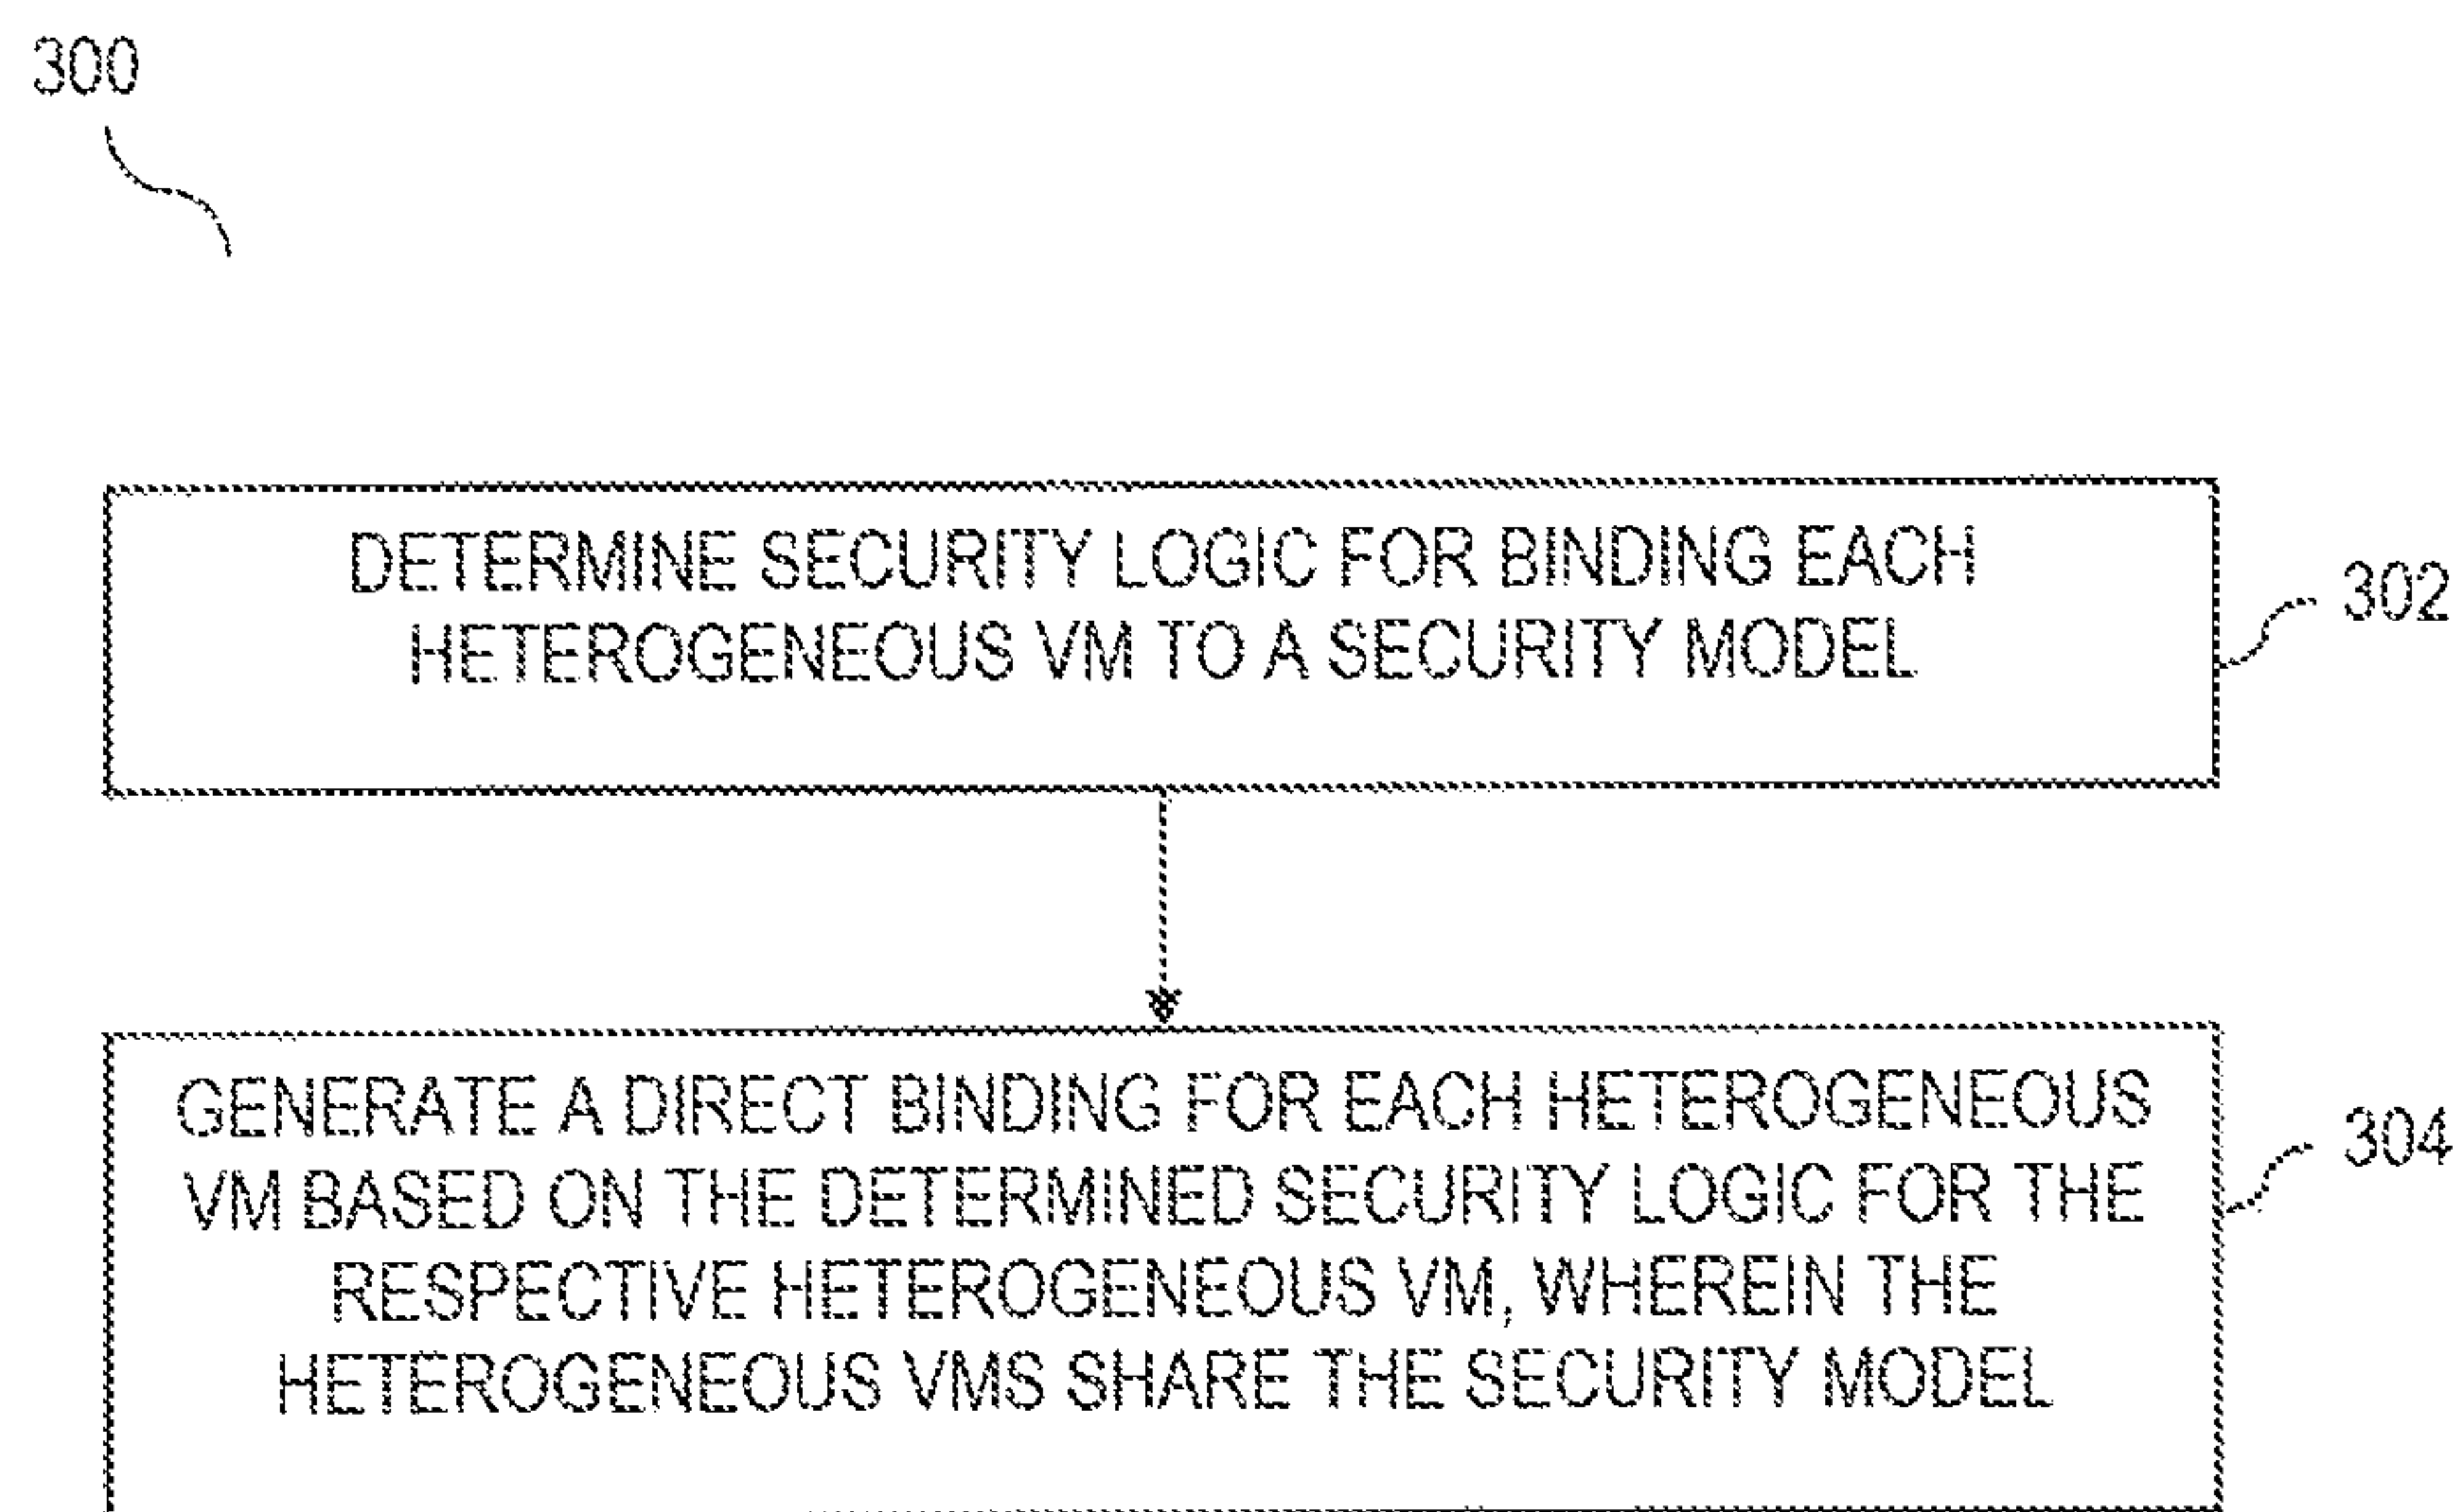 300
DETERMINE SECURITY LOGIC FOR BINDING EACH
HETEROGENEOUS VM TO A SECURITY MODEL
302
GENERATE A DIRECT BINDING FOR EACH HETEROGENEOUS
VM BASED ON THE DETERMINED SECURITY LOGIC FOR THE
RESPECTIVE HETEROGENEOUS VM, WHEREIN THE
HETEROGENEOUS VMS SHARE THE SECURITY MODEL
304